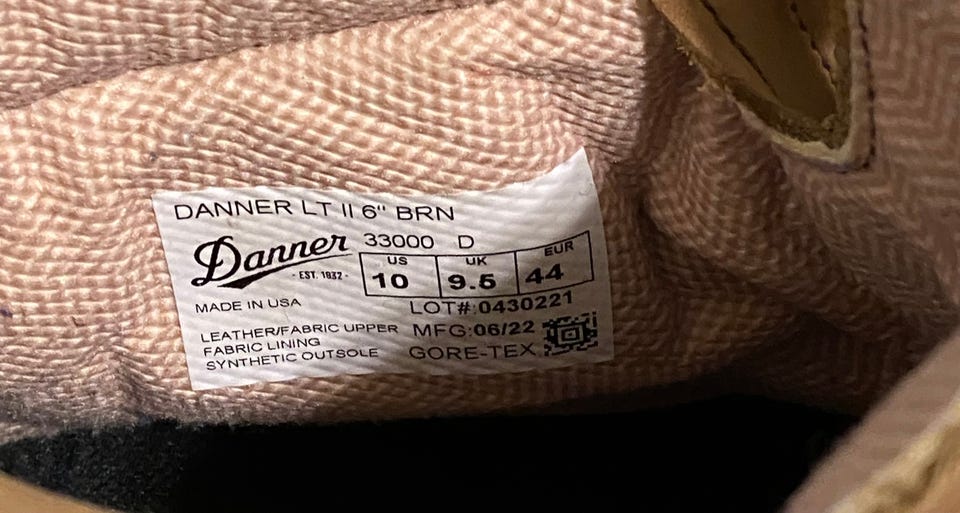 DANNER LT II 6" BRN
Danner
- EST. 1932 -
33000 D
US UK EUR
10 9.5 44
MADE IN USA
LOT#:0430221
LEATHER/FABRIC UPPER
FABRIC LINING
SYNTHETIC OUTSOLE
MFG:06/22
GORE-TEX